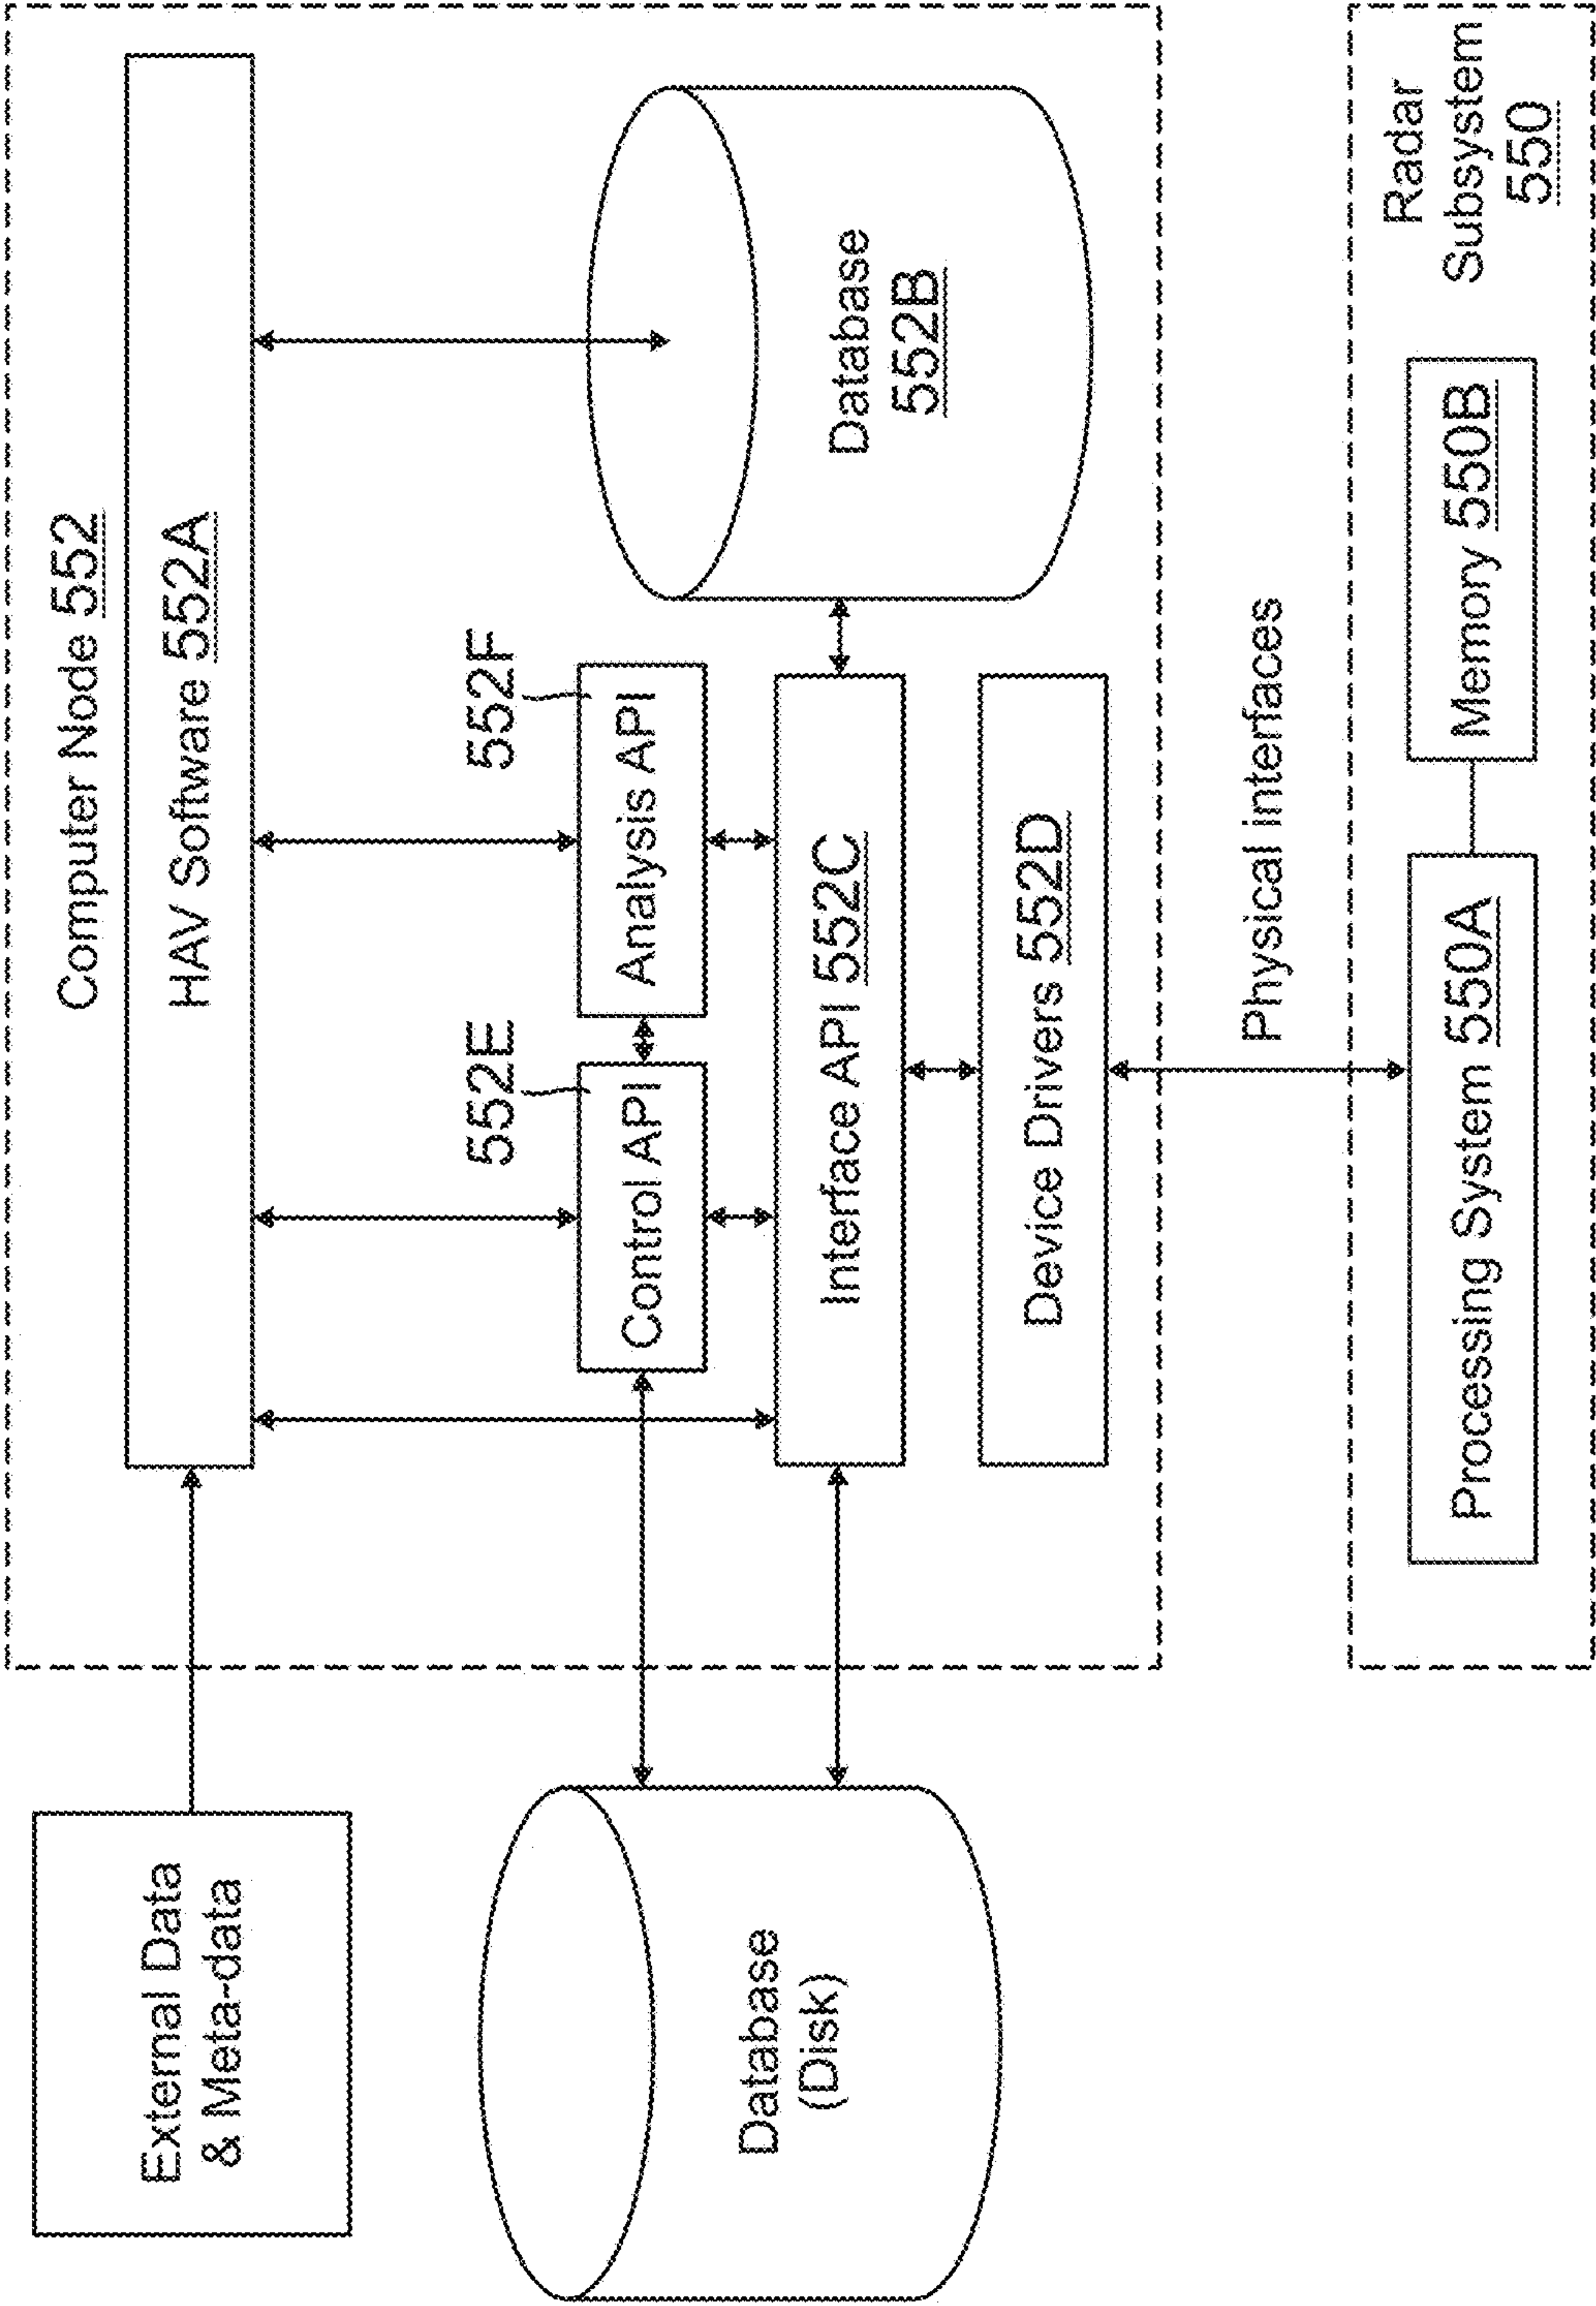 External Data
& Meta-data
Computer Node 552
HAV Software 552A
552E
552F
Control API
Analysis API
Database
(Disk)
Interface API 552C
Database
552B
Device Drivers 552D
Physical interfaces
Radar
Subsystem
550
Processing System 550A
Memory 550B